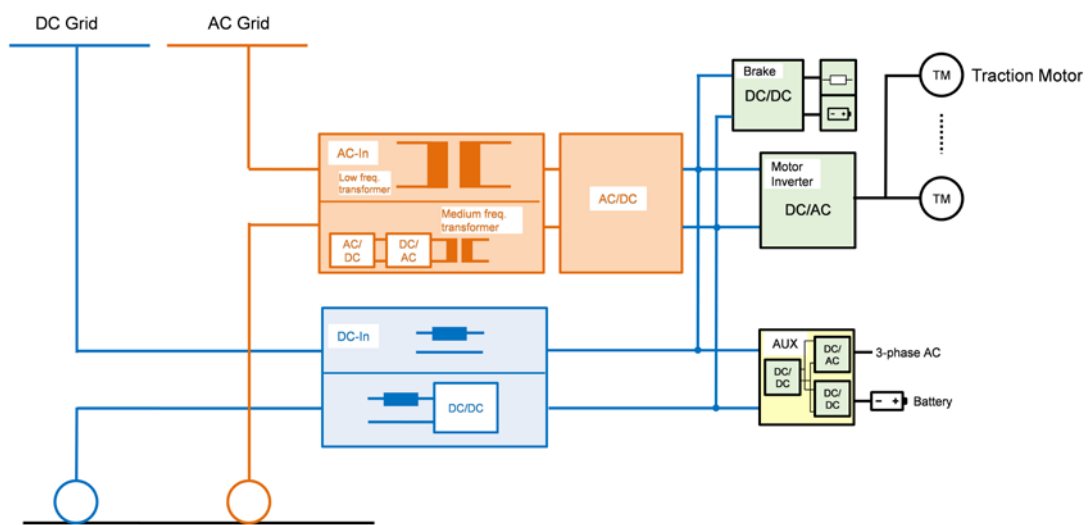 DC Grid
AC Grid
Brake
DC/DC
TM
Traction Motor
AC-In
Low freq.
transformer
Medium freq.
transformer
AC/
DC
DC/
AC
AC/DC
Motor
Inverter
DC/AC
TM
DC-In
DC/DC
AUX
DC/
DC
DC/
AC
3-phase AC
DC/
DC
Battery